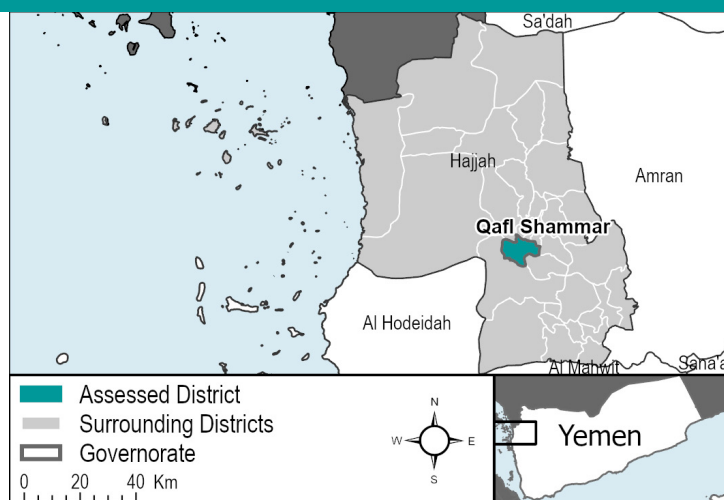 Sa'dah
Hajjah
Amran
Qafl Shammar
Al Hodeidah
Al Mahwit
Sana'a
Assessed District
Surrounding Districts
Governorate
0 20 40 Km
N
W E
S
Yemen